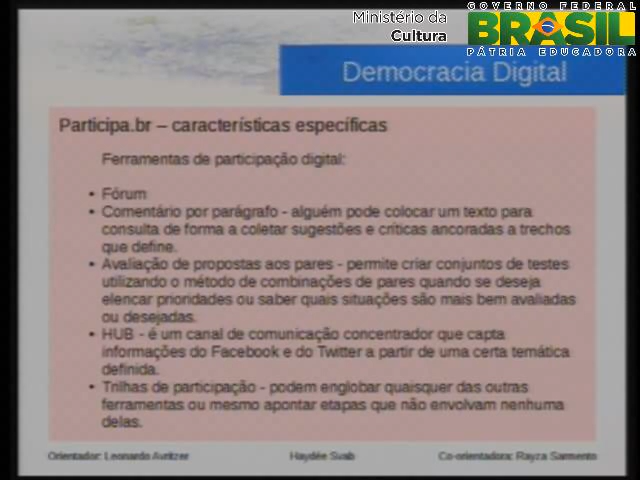 Ministério da
Cultura
GOVERNO FEDERAL
BRASIL
PÁTRIA EDUCADORA
Democracia Digital
Participa.br – características específicas
Ferramentas de participação digital:
• Fórum
• Comentário por parágrafo - alguém pode colocar um texto para
consulta de forma a coletar sugestões e críticas ancoradas a trechos
que define.
• Avaliação de propostas aos pares - permite criar conjuntos de testes
utilizando o método de combinações de pares quando se deseja
elencar prioridades ou saber quais situações são mais bem avaliadas
ou desejadas.
• HUB - é um canal de comunicação concentrador que capta
informações do Facebook e do Twitter a partir de uma certa temática
definida.
• Trilhas de participação - podem englobar quaisquer das outras
ferramentas ou mesmo apontar etapas que não envolvam nenhuma
delas.
Orientador: Leonardo Avritzer
Haydée Svab
Co-orientadora: Rayza Sarmento